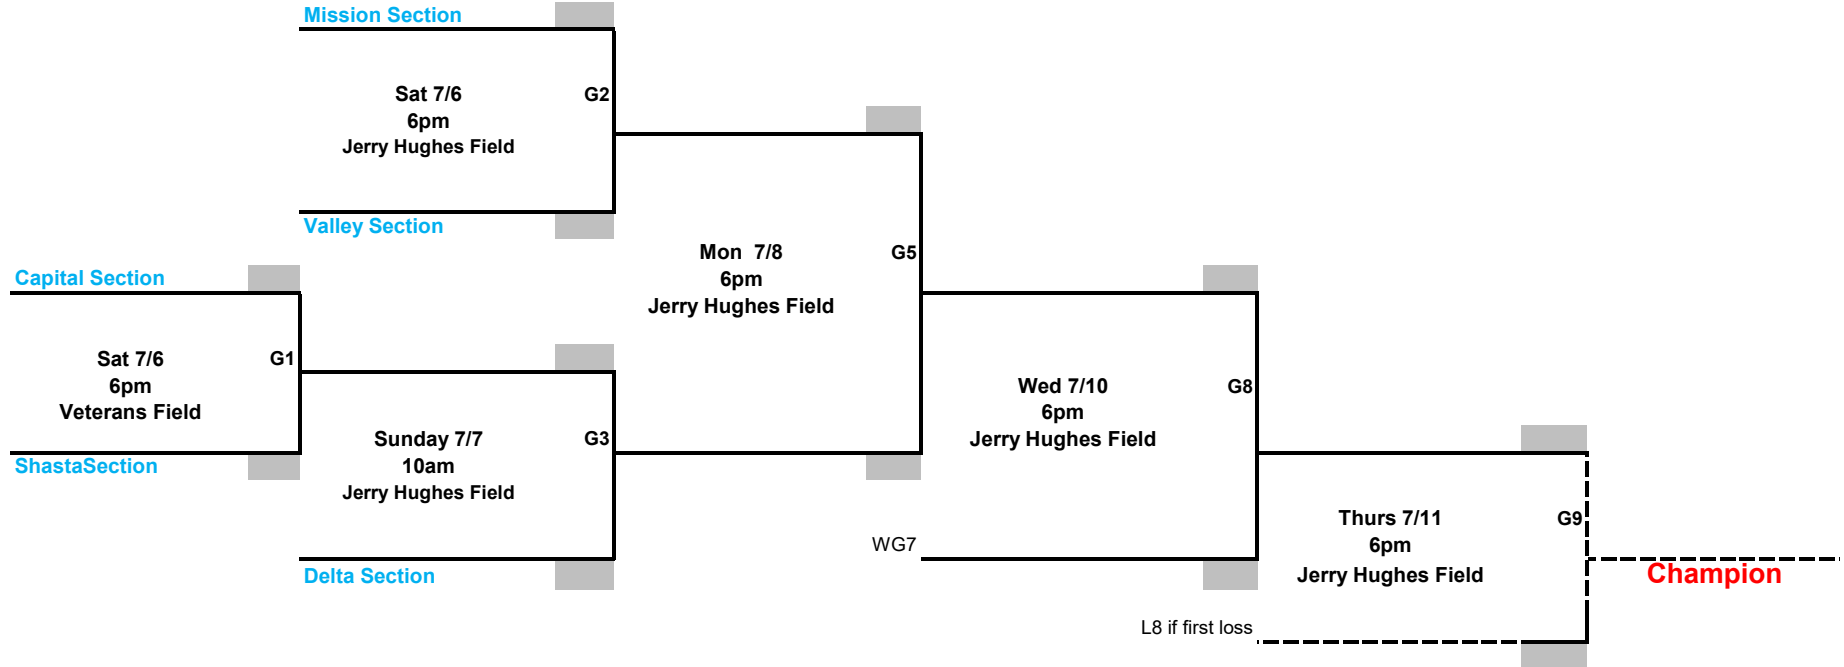 Mission Section
Sat 7/6
G2
6pm
Jerry Hughes Field
Valley Section
Mon  7/8
G5
6pm
Jerry Hughes Field
Capital Section
Sat 7/6
G1
6pm
Veterans Field
ShastaSection
Sunday 7/7
G3
10am
Jerry Hughes Field
Delta Section
Wed 7/10
G8
6pm
Jerry Hughes Field
WG7
Thurs 7/11
G9
6pm
Jerry Hughes Field
L8 if first loss
Champion